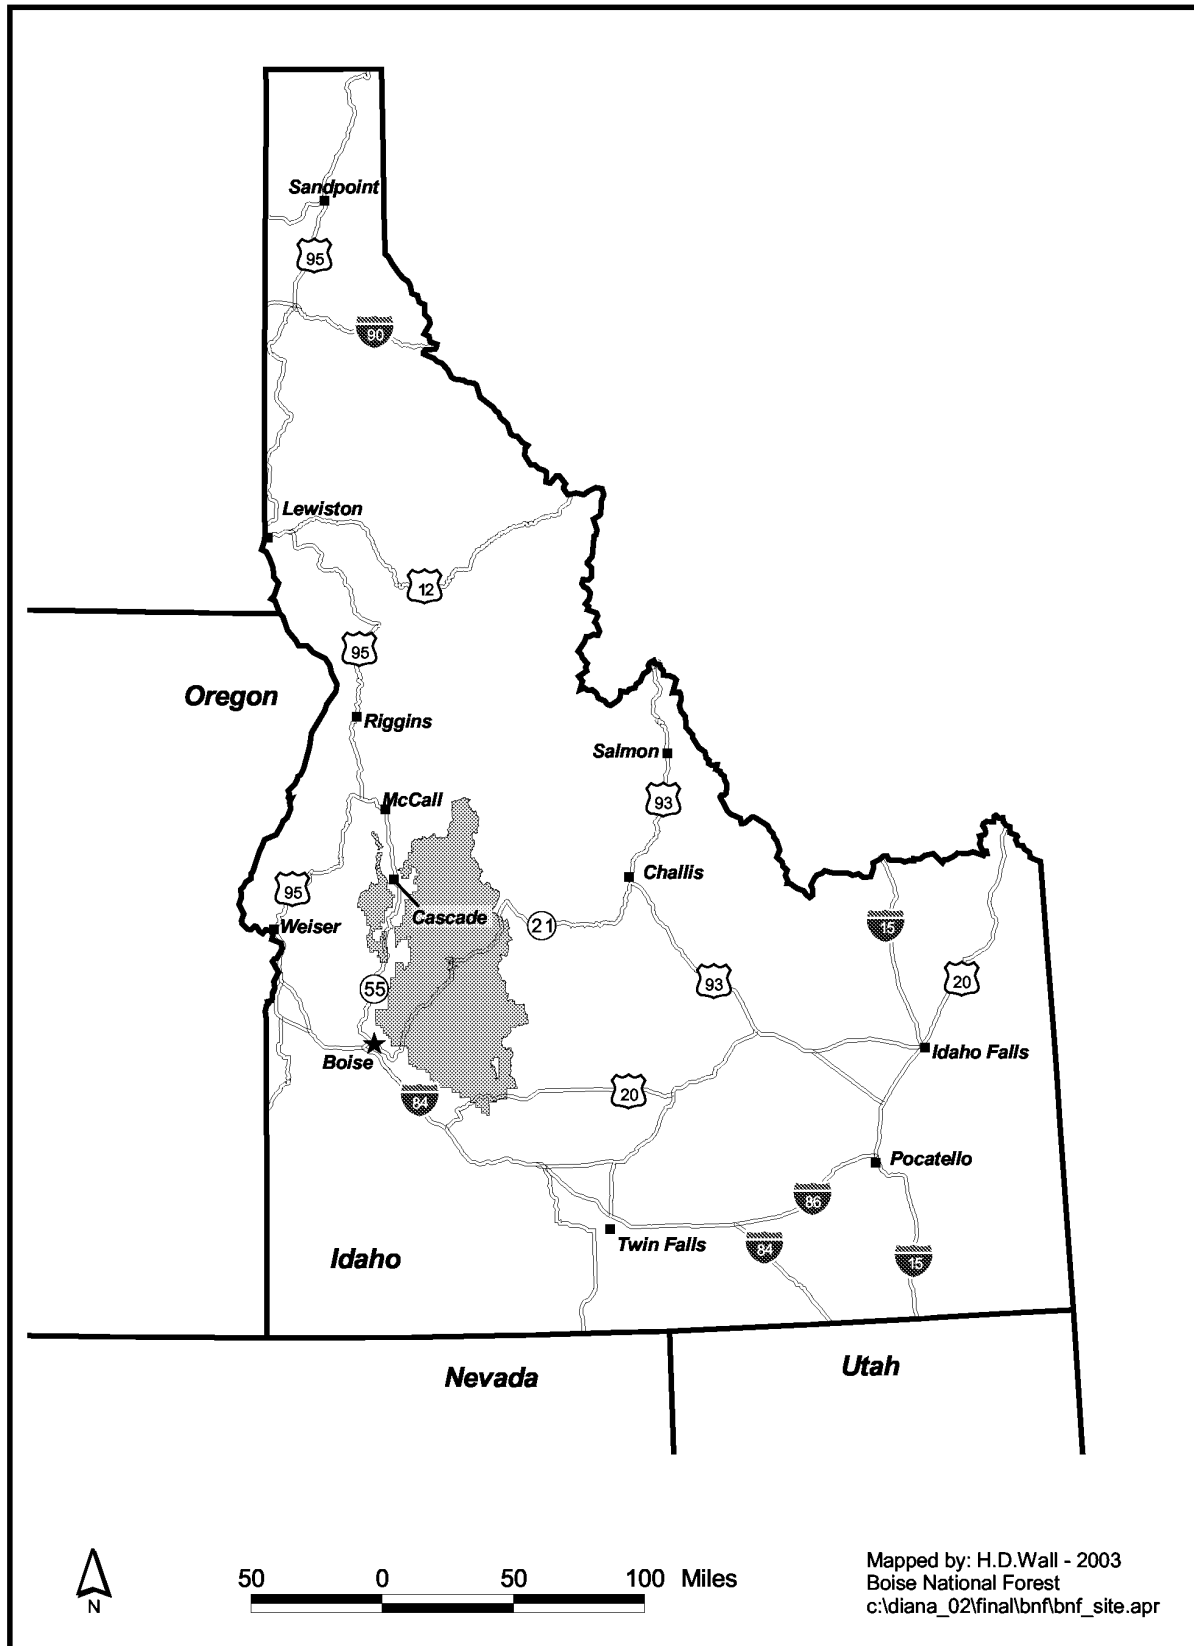 Sandpoint
95
90
Lewiston
12
95
Oregon
Riggins
Salmon
McCall
93
Challis
95
Cascade
Weiser
21
15
93
20
55
Boise
Idaho Falls
84
20
Pocatello
86
Twin Falls
84
15
Idaho
Nevada
Utah
N
50 0 50 100 Miles
Mapped by: H.D.Wall - 2003
Boise National Forest
c:\diana_02\final\bnf\bnf_site.apr